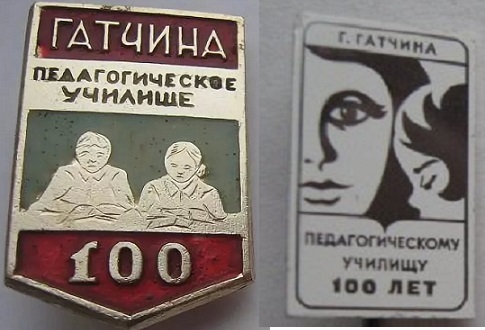 ГАТЧИНА
ПЕДАГОГИЧЕСКОЕ
УЧИЛИЩЕ
100
Г. ГАТЧИНА
ПЕДАГОГИЧЕСКОМУ
УЧИЛИЩУ
100 ЛЕТ